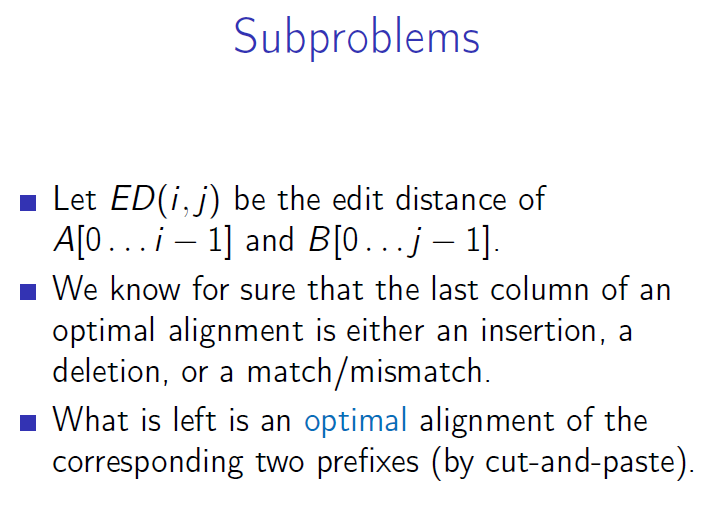 Subproblems
Let ED(i, j) be the edit distance of
A[0 . . . i − 1] and B[0 . . . j − 1].
We know for sure that the last column of an
optimal alignment is either an insertion, a
deletion, or a match/mismatch.
What is left is an optimal alignment of the
corresponding two prefixes (by cut-and-paste).